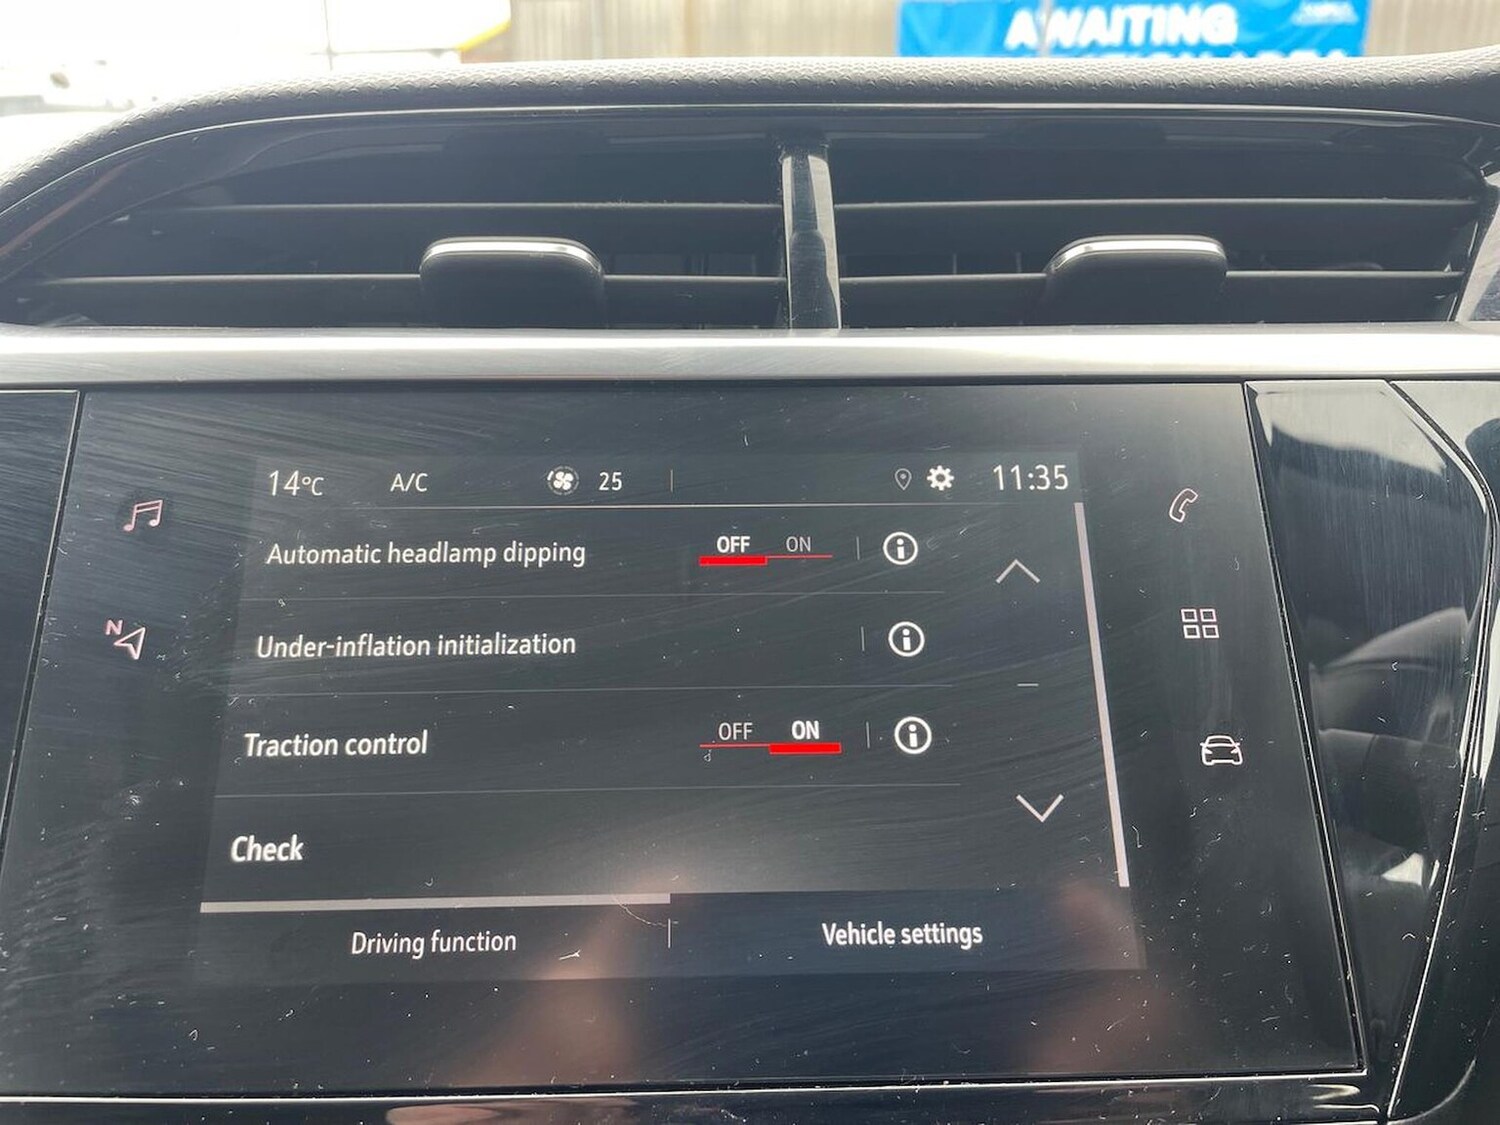 AWAITING
14°C A/C 25 11:35
Automatic headlamp dipping OFF ON
Under-inflation initialization
Traction control OFF ON
Check
Driving function Vehicle settings
N